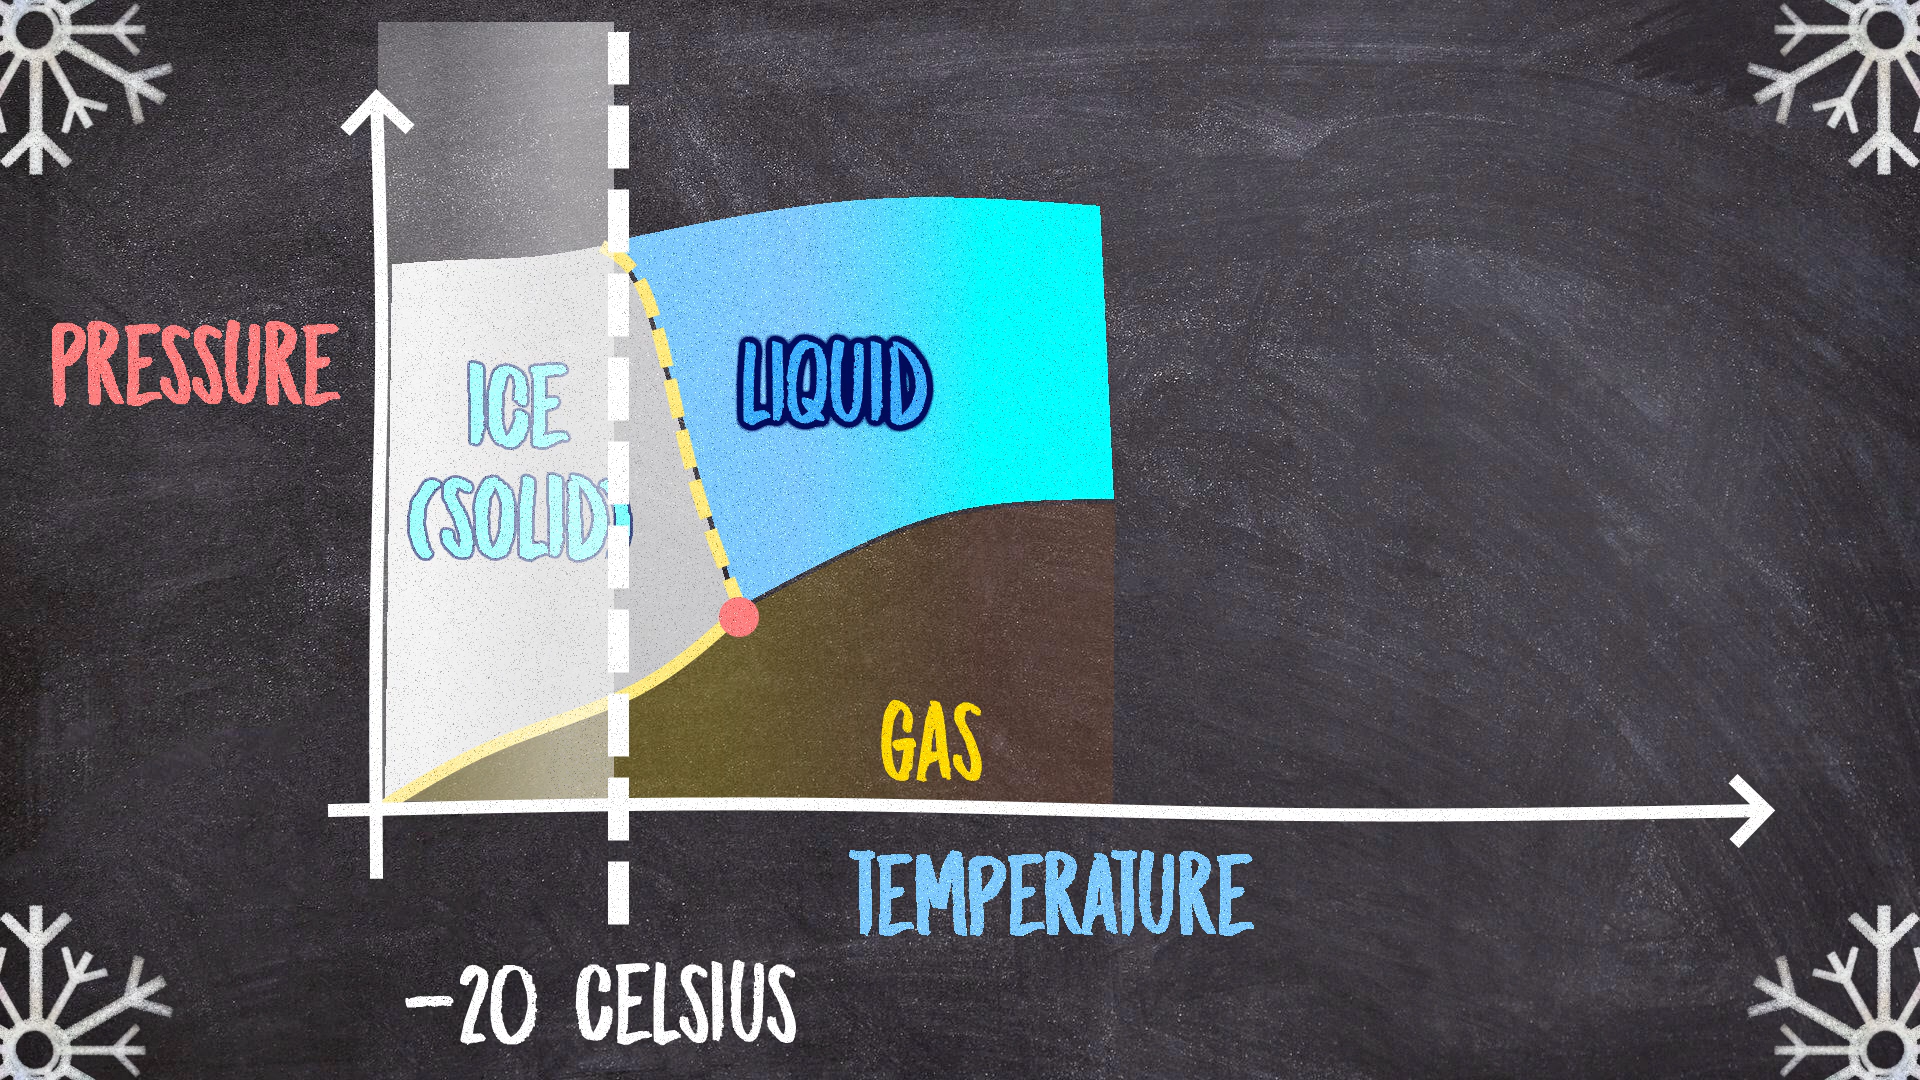 PRESSURE
ICE
(SOLID)
LIQUID
GAS
TEMPERATURE
-20 CELSIUS